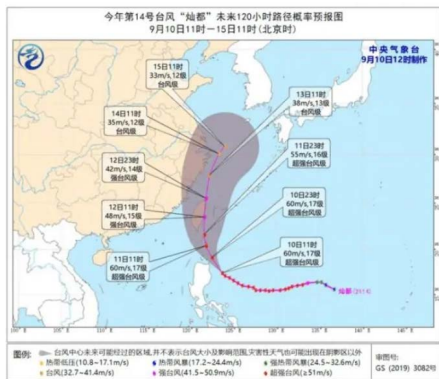 今年第14号台风“灿都”未来120小时路径概率预报图
9月10日11时—15日11时(北京时)
中央气象台
9月10日12时制作
15日11时
33m/s,12级
台风级
14日11时
35m/s,12级
台风级
13日11时
38m/s,13级
台风级
12日23时
42m/s,14级
强台风级
11日23时
55m/s,16级
超强台风级
12日11时
48m/s,15级
强台风级
10日23时
60m/s,17级
超强台风级
11日11时
60m/s,17级
超强台风级
10日11时
60m/s,17级
超强台风级
灿都(2114)
图例:
台风中心未来可能经过的区域,并不表示台风大小及影响范围,灾害性天气也可能出现在阴影区以外
热带低压(10.8~17.1m/s) 热带风暴(17.2~24.4m/s) 强热带风暴(24.5~32.6m/s)
台风(32.7~41.4m/s) 强台风(41.5~50.9m/s) 超强台风(≥51m/s)
审图号:
GS (2019) 3082号